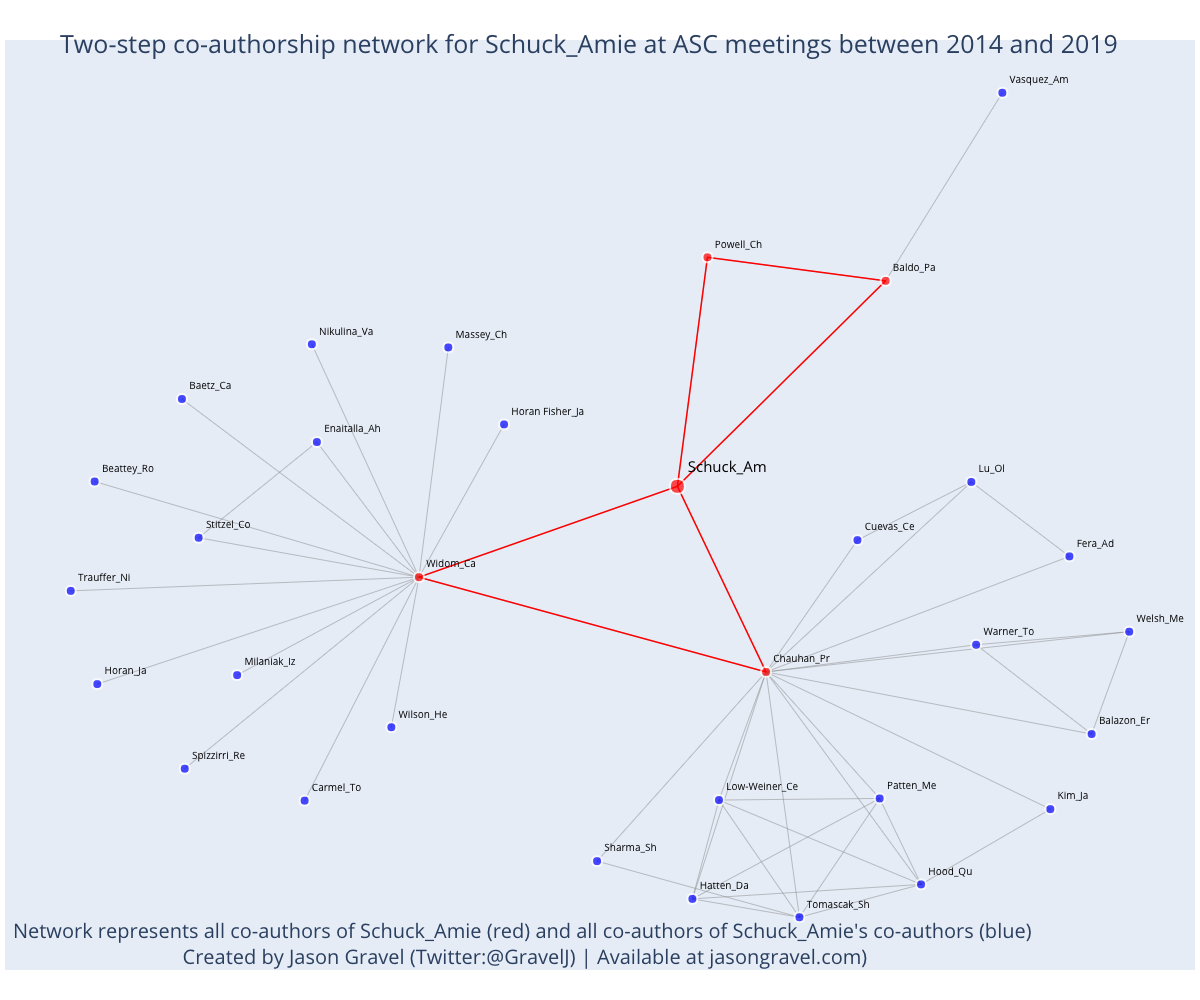 Two-step co-authorship network for Schuck_Amie at ASC meetings between 2014 and 2019
Vasquez_Am
Powell_Ch
Baldo_Pa
Nikulina_Va
Massey_Ch
Baetz_Ca
Horan Fisher_Ja
Enaitalla_Ah
Beattey_Ro
Schuck_Am
Lu_Ol
Stitzel_Co
Cuevas_Ce
Fera_Ad
Widom_Ca
Trauffer_Ni
Welsh_Me
Warner_To
Milaniak_Iz
Chauhan_Pr
Horan_Ja
Wilson_He
Balazon_Er
Spizzirri_Re
Carmel_To
Low-Weiner_Ce
Patten_Me
Kim_Ja
Sharma_Sh
Hood_Qu
Hatten_Da
Tomascak_Sh
Network represents all co-authors of Schuck_Amie (red) and all co-authors of Schuck_Amie's co-authors (blue)
Created by Jason Gravel (Twitter:@GravelJ) | Available at jasongravel.com)